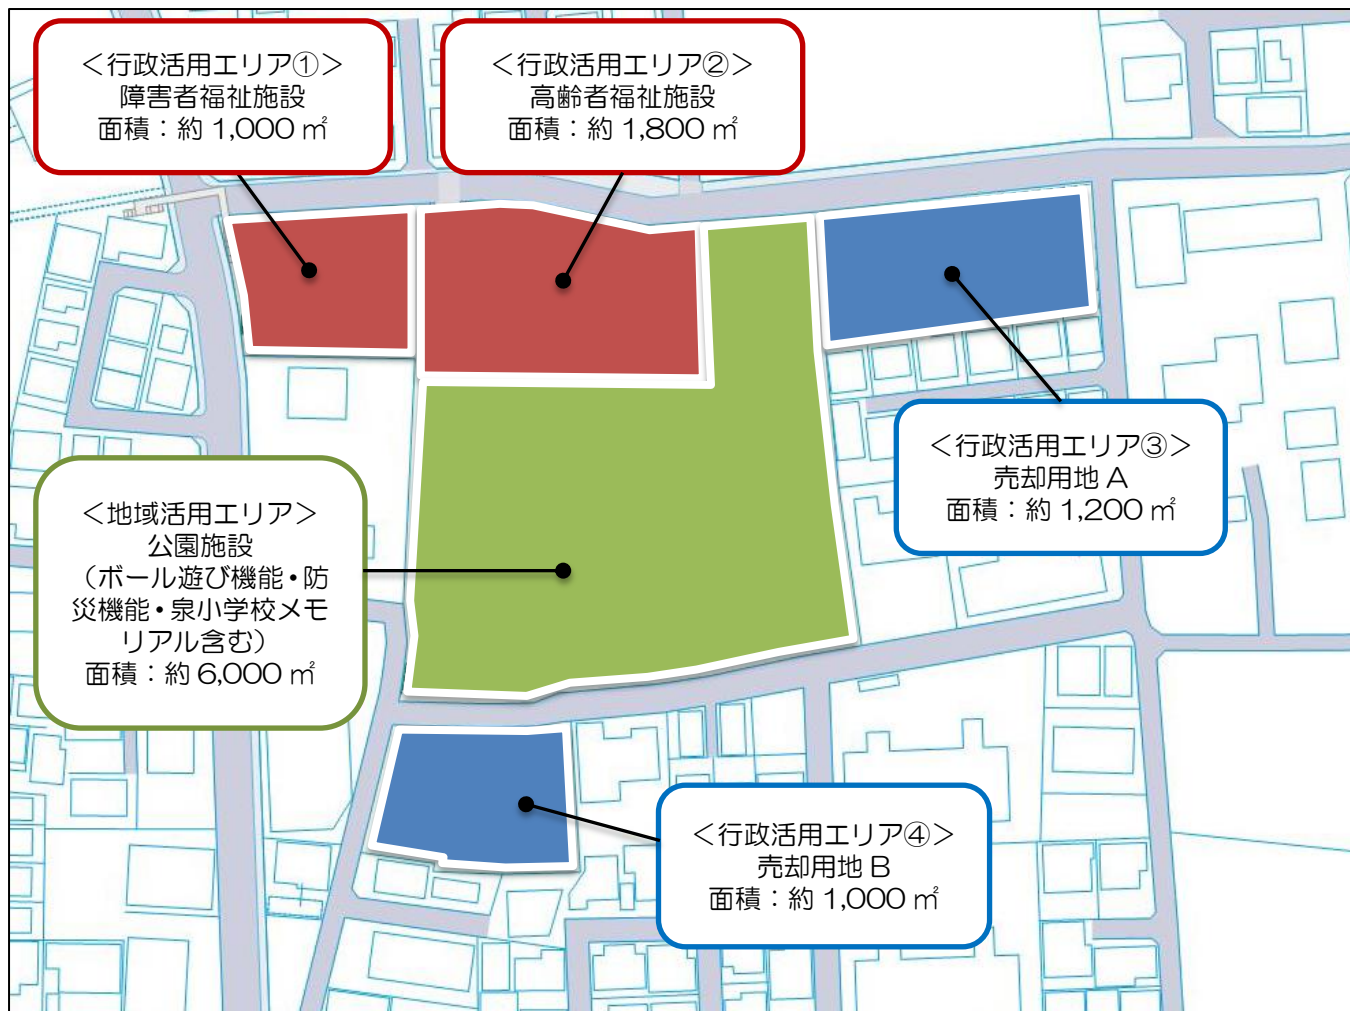 ＜行政活用エリア①＞
障害者福祉施設
面積：約 1,000 ㎡
＜行政活用エリア②＞
高齢者福祉施設
面積：約 1,800 ㎡
＜行政活用エリア③＞
売却用地 A
面積：約 1,200 ㎡
＜地域活用エリア＞
公園施設
（ボール遊び機能・防
災機能・泉小学校メモ
リアル含む）
面積：約 6,000 ㎡
＜行政活用エリア④＞
売却用地 B
面積：約 1,000 ㎡